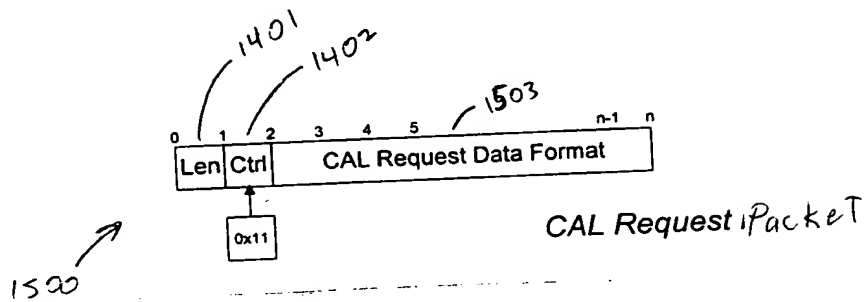 1401
1402
1503
0 1 2 3 4 5 n-1 n
Len Ctrl CAL Request Data Format
0x11
CAL Request Packet
1500